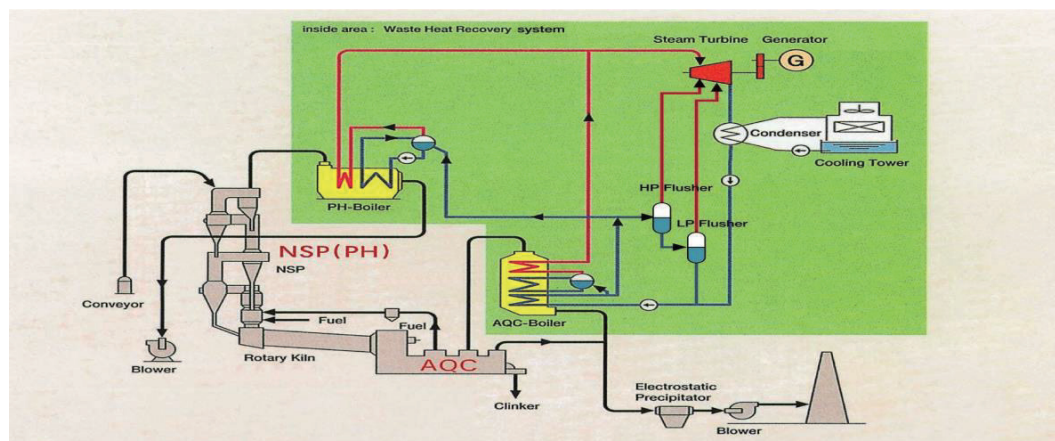 inside area : Waste Heat Recovery system
Steam Turbine Generator
G
Condenser
Cooling Tower
HP Flusher
PH-Boiler
LP Flusher
NSP(PH)
NSP
Conveyor
Fuel
Fuel
AQC-Boiler
Rotary Kiln
Blower
AQC
Clinker
Electrostatic
Precipitator
Blower